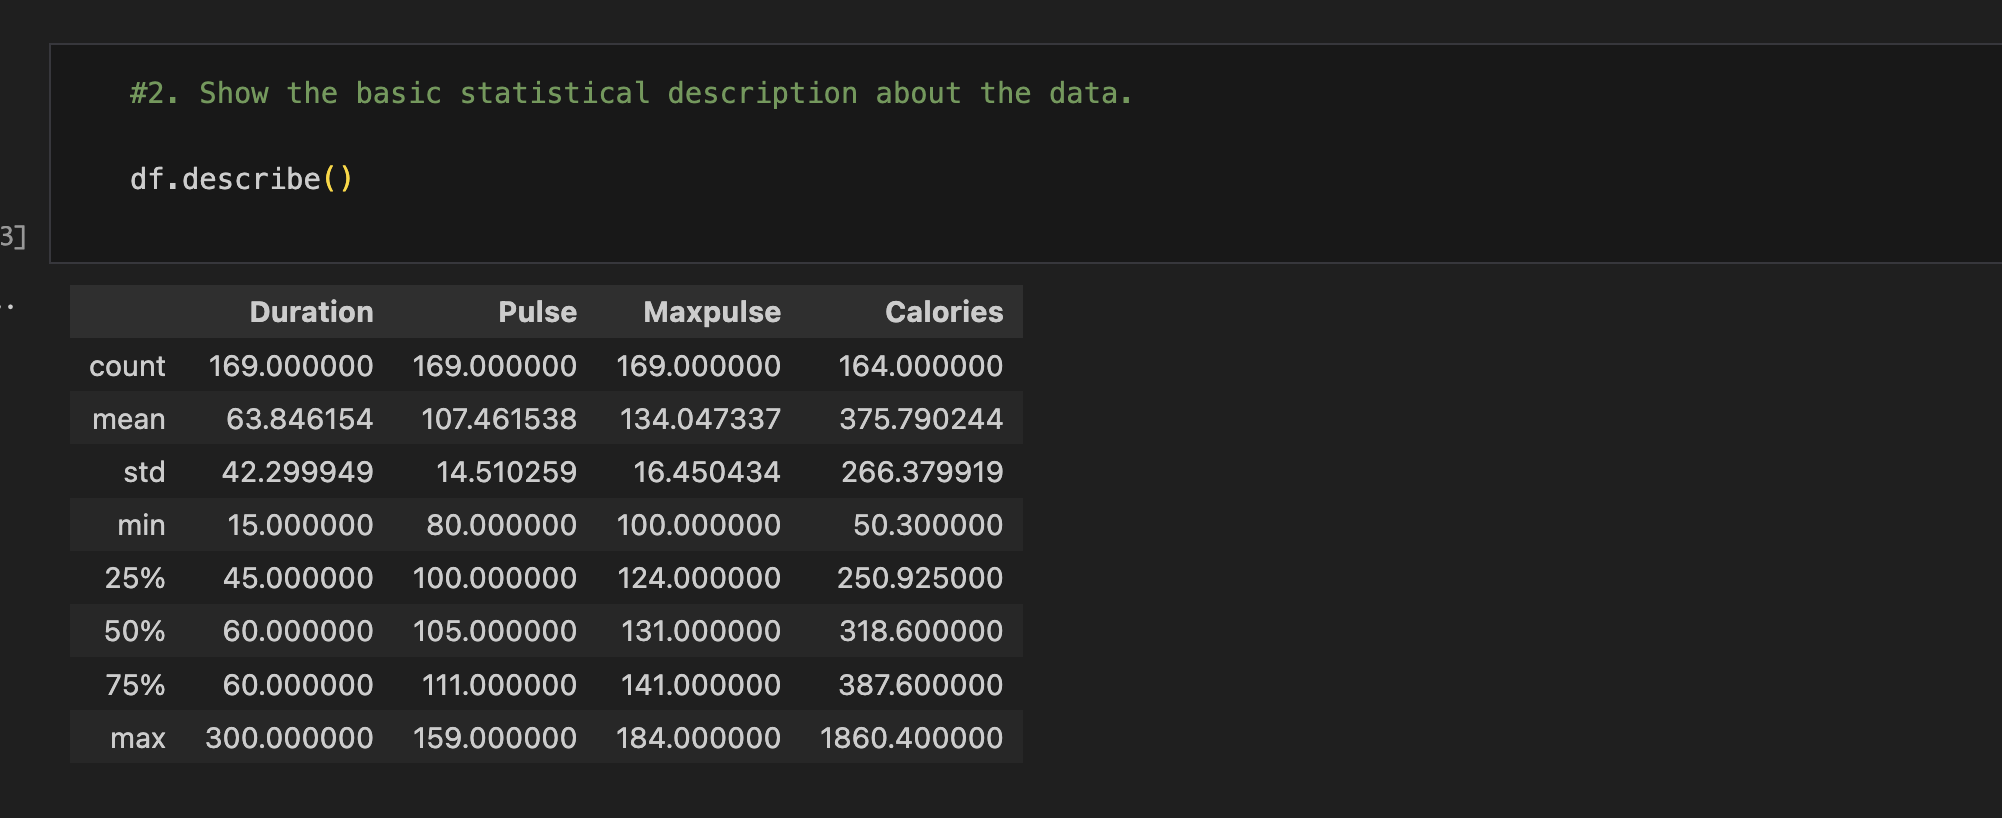 #2. Show the basic statistical description about the data.
df.describe()
3]
Duration Pulse Maxpulse Calories
count 169.000000 169.000000 169.000000 164.000000
mean 63.846154 107.461538 134.047337 375.790244
std 42.299949 14.510259 16.450434 266.379919
min 15.000000 80.000000 100.000000 50.300000
25% 45.000000 100.000000 124.000000 250.925000
50% 60.000000 105.000000 131.000000 318.600000
75% 60.000000 111.000000 141.000000 387.600000
max 300.000000 159.000000 184.000000 1860.400000